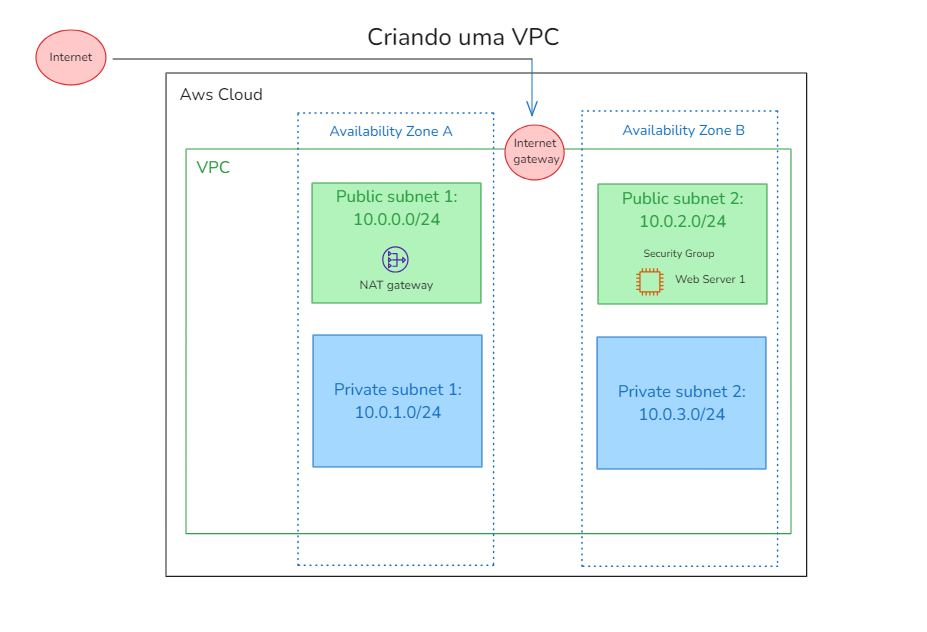 Criando uma VPC
Internet
Aws Cloud
Availability Zone A
Availability Zone B
Internet
gateway
VPC
Public subnet 1:
10.0.0.0/24
NAT gateway
Public subnet 2:
10.0.2.0/24
Security Group
Web Server 1
Private subnet 1:
10.0.1.0/24
Private subnet 2:
10.0.3.0/24